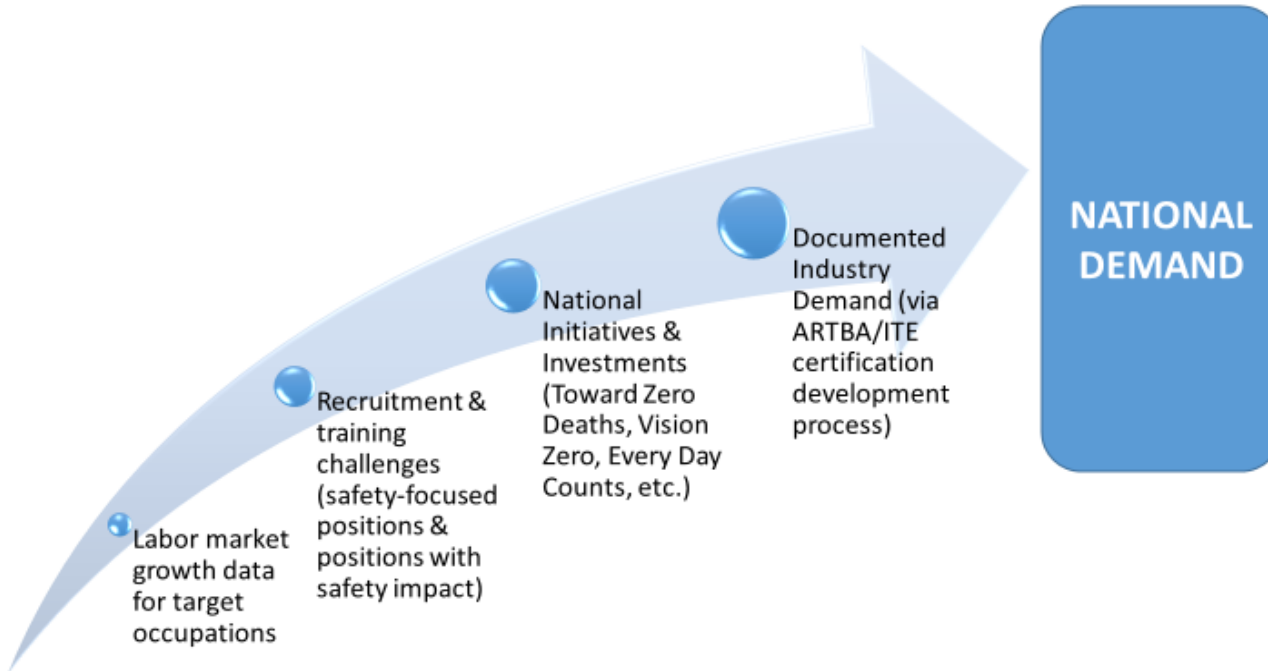 Labor market
growth data
for target
occupations
Recruitment &
training
challenges
(safety-focused
positions &
positions with
safety impact)
National
Initiatives &
Investments
(Toward Zero
Deaths, Vision
Zero, Every Day
Counts, etc.)
Documented
Industry
Demand (via
ARTBA/ITE
certification
development
process)
NATIONAL
DEMAND